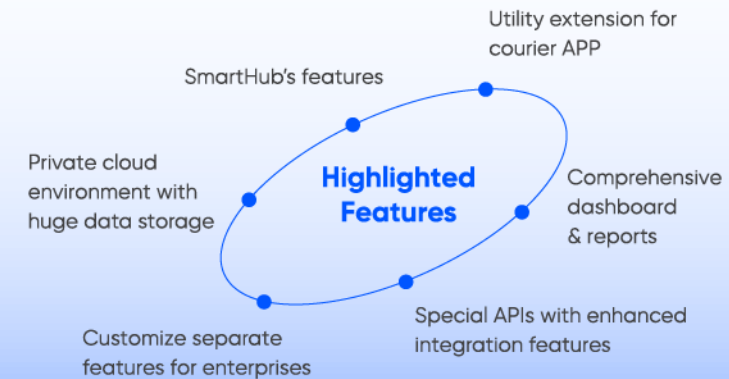 Utility extension for
courier APP
SmartHub's features
Private cloud
environment with
huge data storage
Highlighted
Features
Comprehensive
dashboard
& reports
Special APIs with enhanced
integration features
Customize separate
features for enterprises